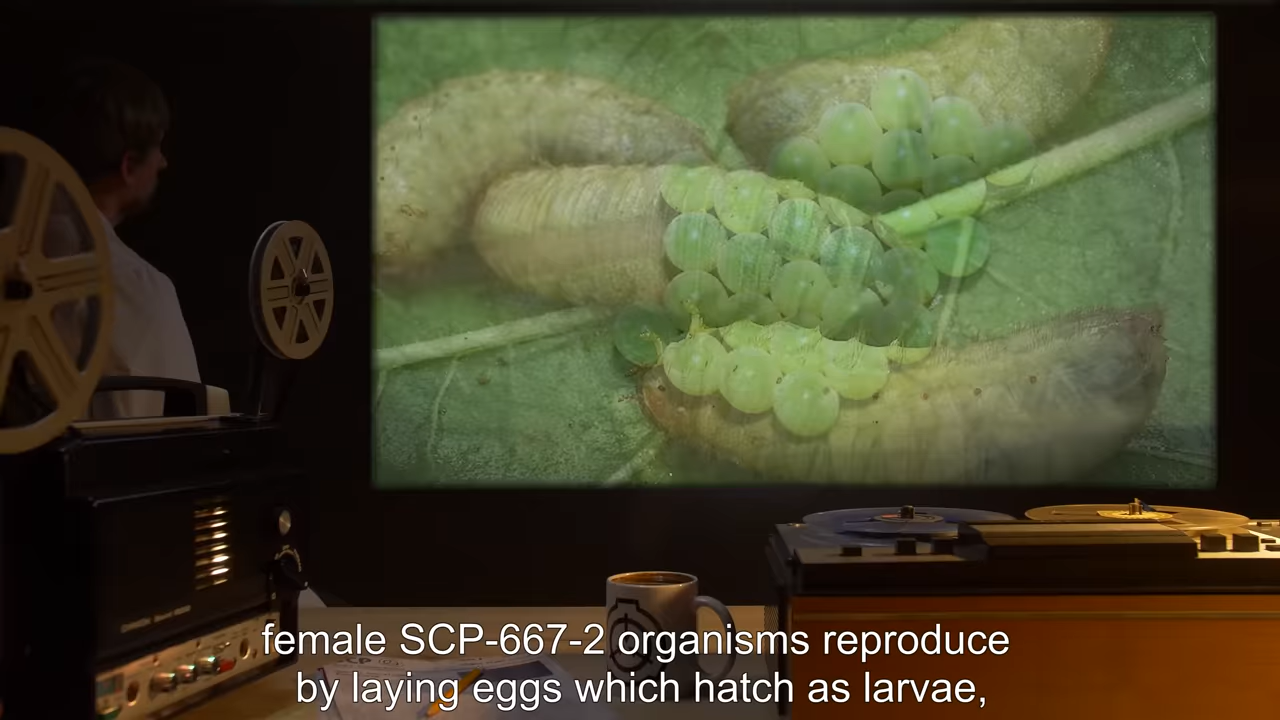 female SCP-667-2 organisms reproduce
by laying eggs which hatch as larvae,